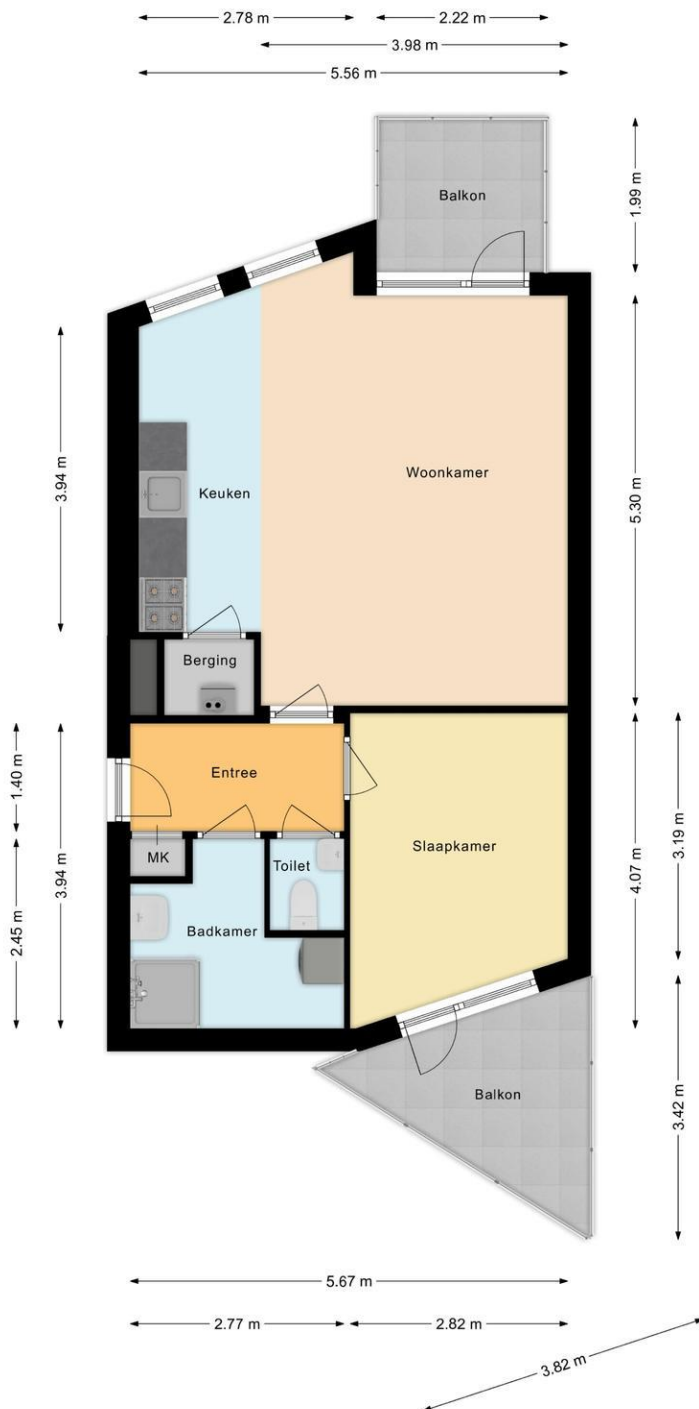 2.78 m
2.22 m
3.98 m
5.56 m
Balkon
1.99 m
Woonkamer
Keuken
3.94 m
5.30 m
Berging
Entree
1.40 m
MK
Toilet
Slaapkamer
Badkamer
2.45 m
3.94 m
4.07 m
3.19 m
Balkon
3.42 m
5.67 m
2.77 m
2.82 m
3.82 m